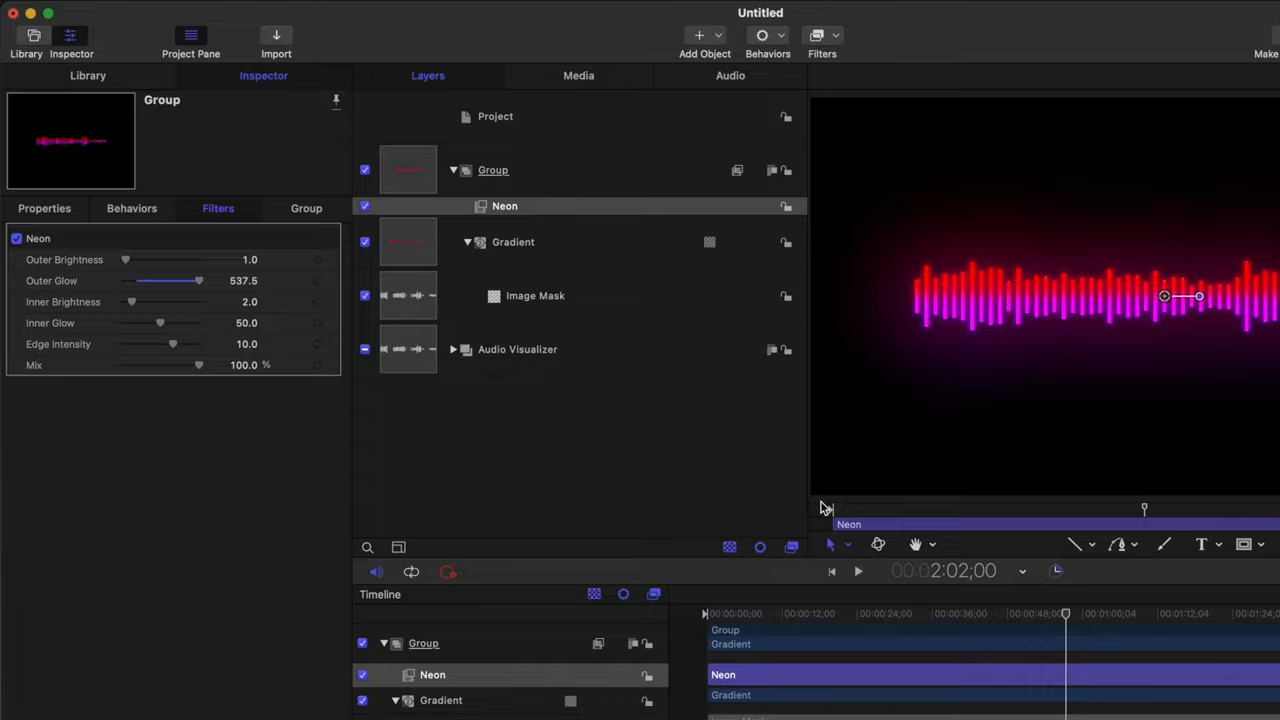 Untitled
Library
Inspector
Project Pane
Import
Add Object
Behaviors
Filters
Make
Library
Inspector
Layers
Media
Audio
Group
Project
Group
Properties
Behaviors
Filters
Group
Neon
Neon
Outer Brightness 1.0
Gradient
Outer Glow 537.5
Inner Brightness 2.0
Image Mask
Inner Glow 50.0
Edge Intensity 10.0
Audio Visualizer
Mix 100.0 %
Neon
T
00:00:02:02;00
Timeline
00:00:00;00
00:00:12;00
00:00:24;00
00:00:36;00
00:00:48;00
00:01:00;04
00:01:12;04
00:01:24;
Group
Group
Gradient
Neon
Neon
Gradient
Gradient